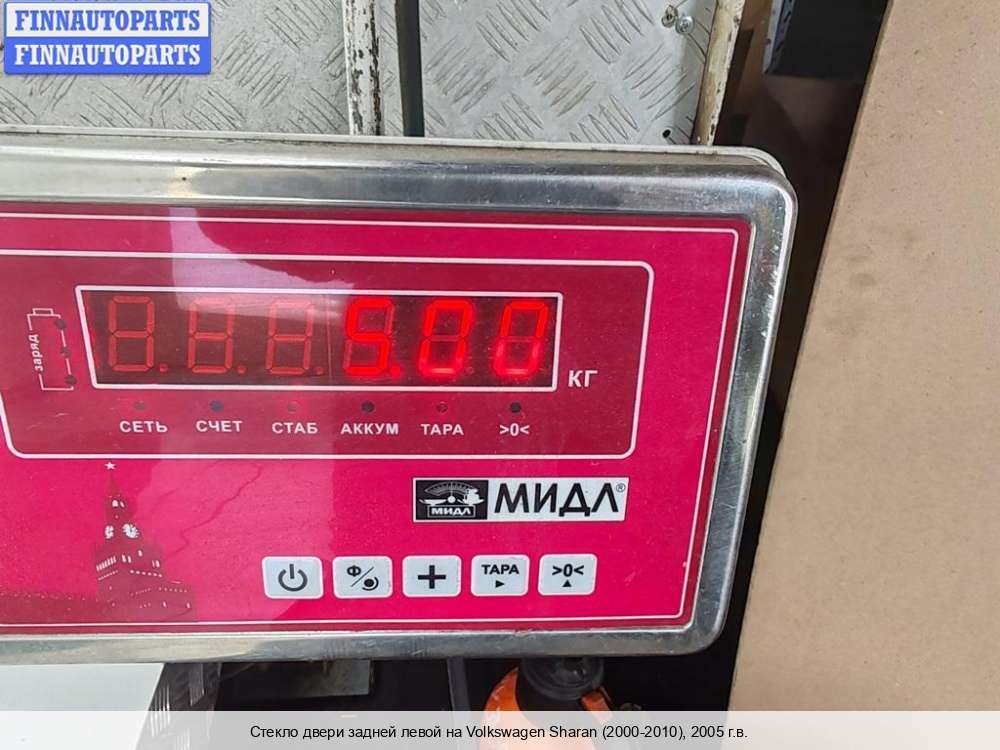 FINNAUTOPARTS
FINNAUTOPARTS
заряд
5.00
КГ
СЕТЬ СЧЕТ СТАБ АККУМ ТАРА >0<
МИДЛ МИДЛ®
Ф ТАРА >0<
Стекло двери задней левой на Volkswagen Sharan (2000-2010), 2005 г.в.